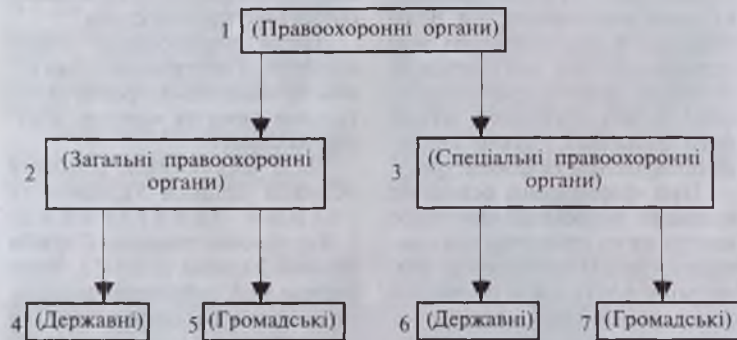 1 (Правоохоронні органи)
2 (Загальні правоохоронні
органи)
3 (Спеціальні правоохоронні
органи)
4 (Державні) 5 (Громадські) 6 (Державні) 7 (Громадські)